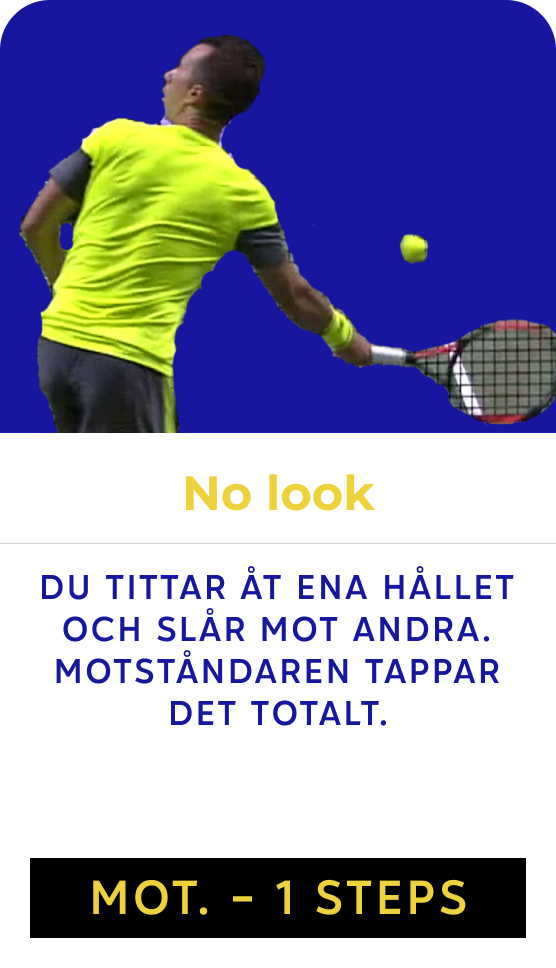 No look
DU TITTAR ÅT ENA HÅLLET
OCH SLÅR MOT ANDRA.
MOTSTÅNDAREN TAPPAR
DET TOTALT.
MOT. - 1 STEPS